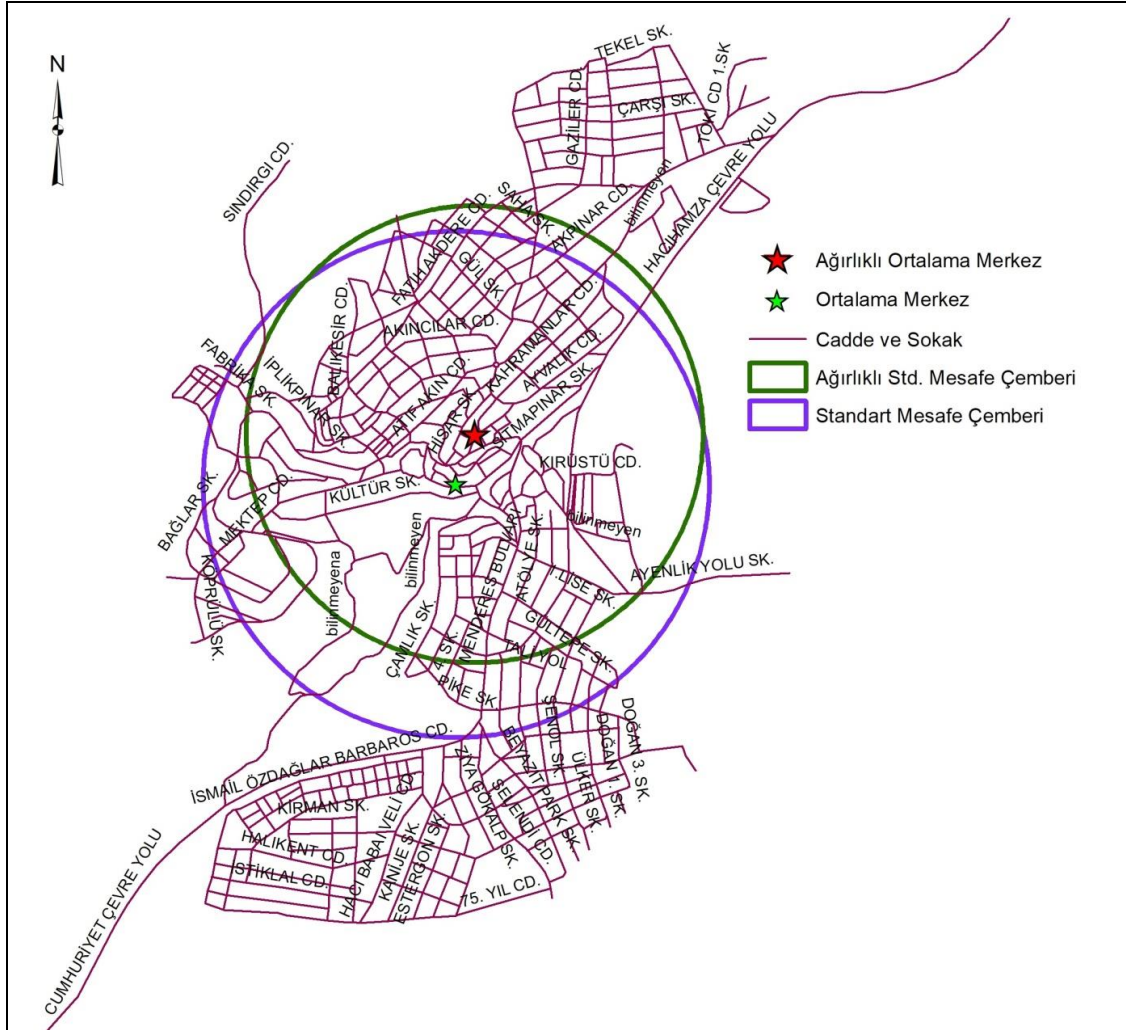 N
TEKEL SK.
GAZİLER CD.
ÇARŞI SK.
TOKİ CD 1.SK
SINDIRGI CD.
bilinmeyen
HACIHAMZA ÇEVRE YOLU
SAHA SK.
AKPINAR CD.
FATİH AKDERE CD.
GÜL SK.
Ağırlıklı Ortalama Merkez
Ortalama Merkez
Cadde ve Sokak
Ağırlıklı Std. Mesafe Çemberi
Standart Mesafe Çemberi
BALIKESİR CD.
AKINCILAR CD.
KAHRAMANLAR CD.
AYVALIK CD.
FABRİKA SK.
İPLİKPINAR SK.
ATIF AKIN CD.
HİSAR SK.
SITMAPINAR SK.
KIRÜSTÜ CD.
KÜLTÜR SK.
BAĞLAR SK.
MEKTEP CD.
KÖPRÜLÜ SK.
bilinmeyena
bilinmeyen
bilinmeyen
MENDERES BULVARI
ATÖLYE SK.
1.LİSE SK.
AYENLİK YOLU SK.
ÇAMLIK SK.
4. SK.
GÜLTEPE SK.
TALİ YOL
PİKE SK.
İSMAİL ÖZDAĞLAR BARBAROS CD.
ZİYA GÖKALP SK.
BEYAZIT PARK SK.
ŞENOL SK.
ÜLKER SK.
DOĞAN 1. SK.
DOĞAN 3. SK.
SELENDİ CD.
KİRMAN SK.
HALIKENT CD.
STİKLAL CD.
HACI BABAI VELİ CD.
KANİJE SK.
ESTERGON SK.
75. YIL CD.
CUMHURİYET ÇEVRE YOLU